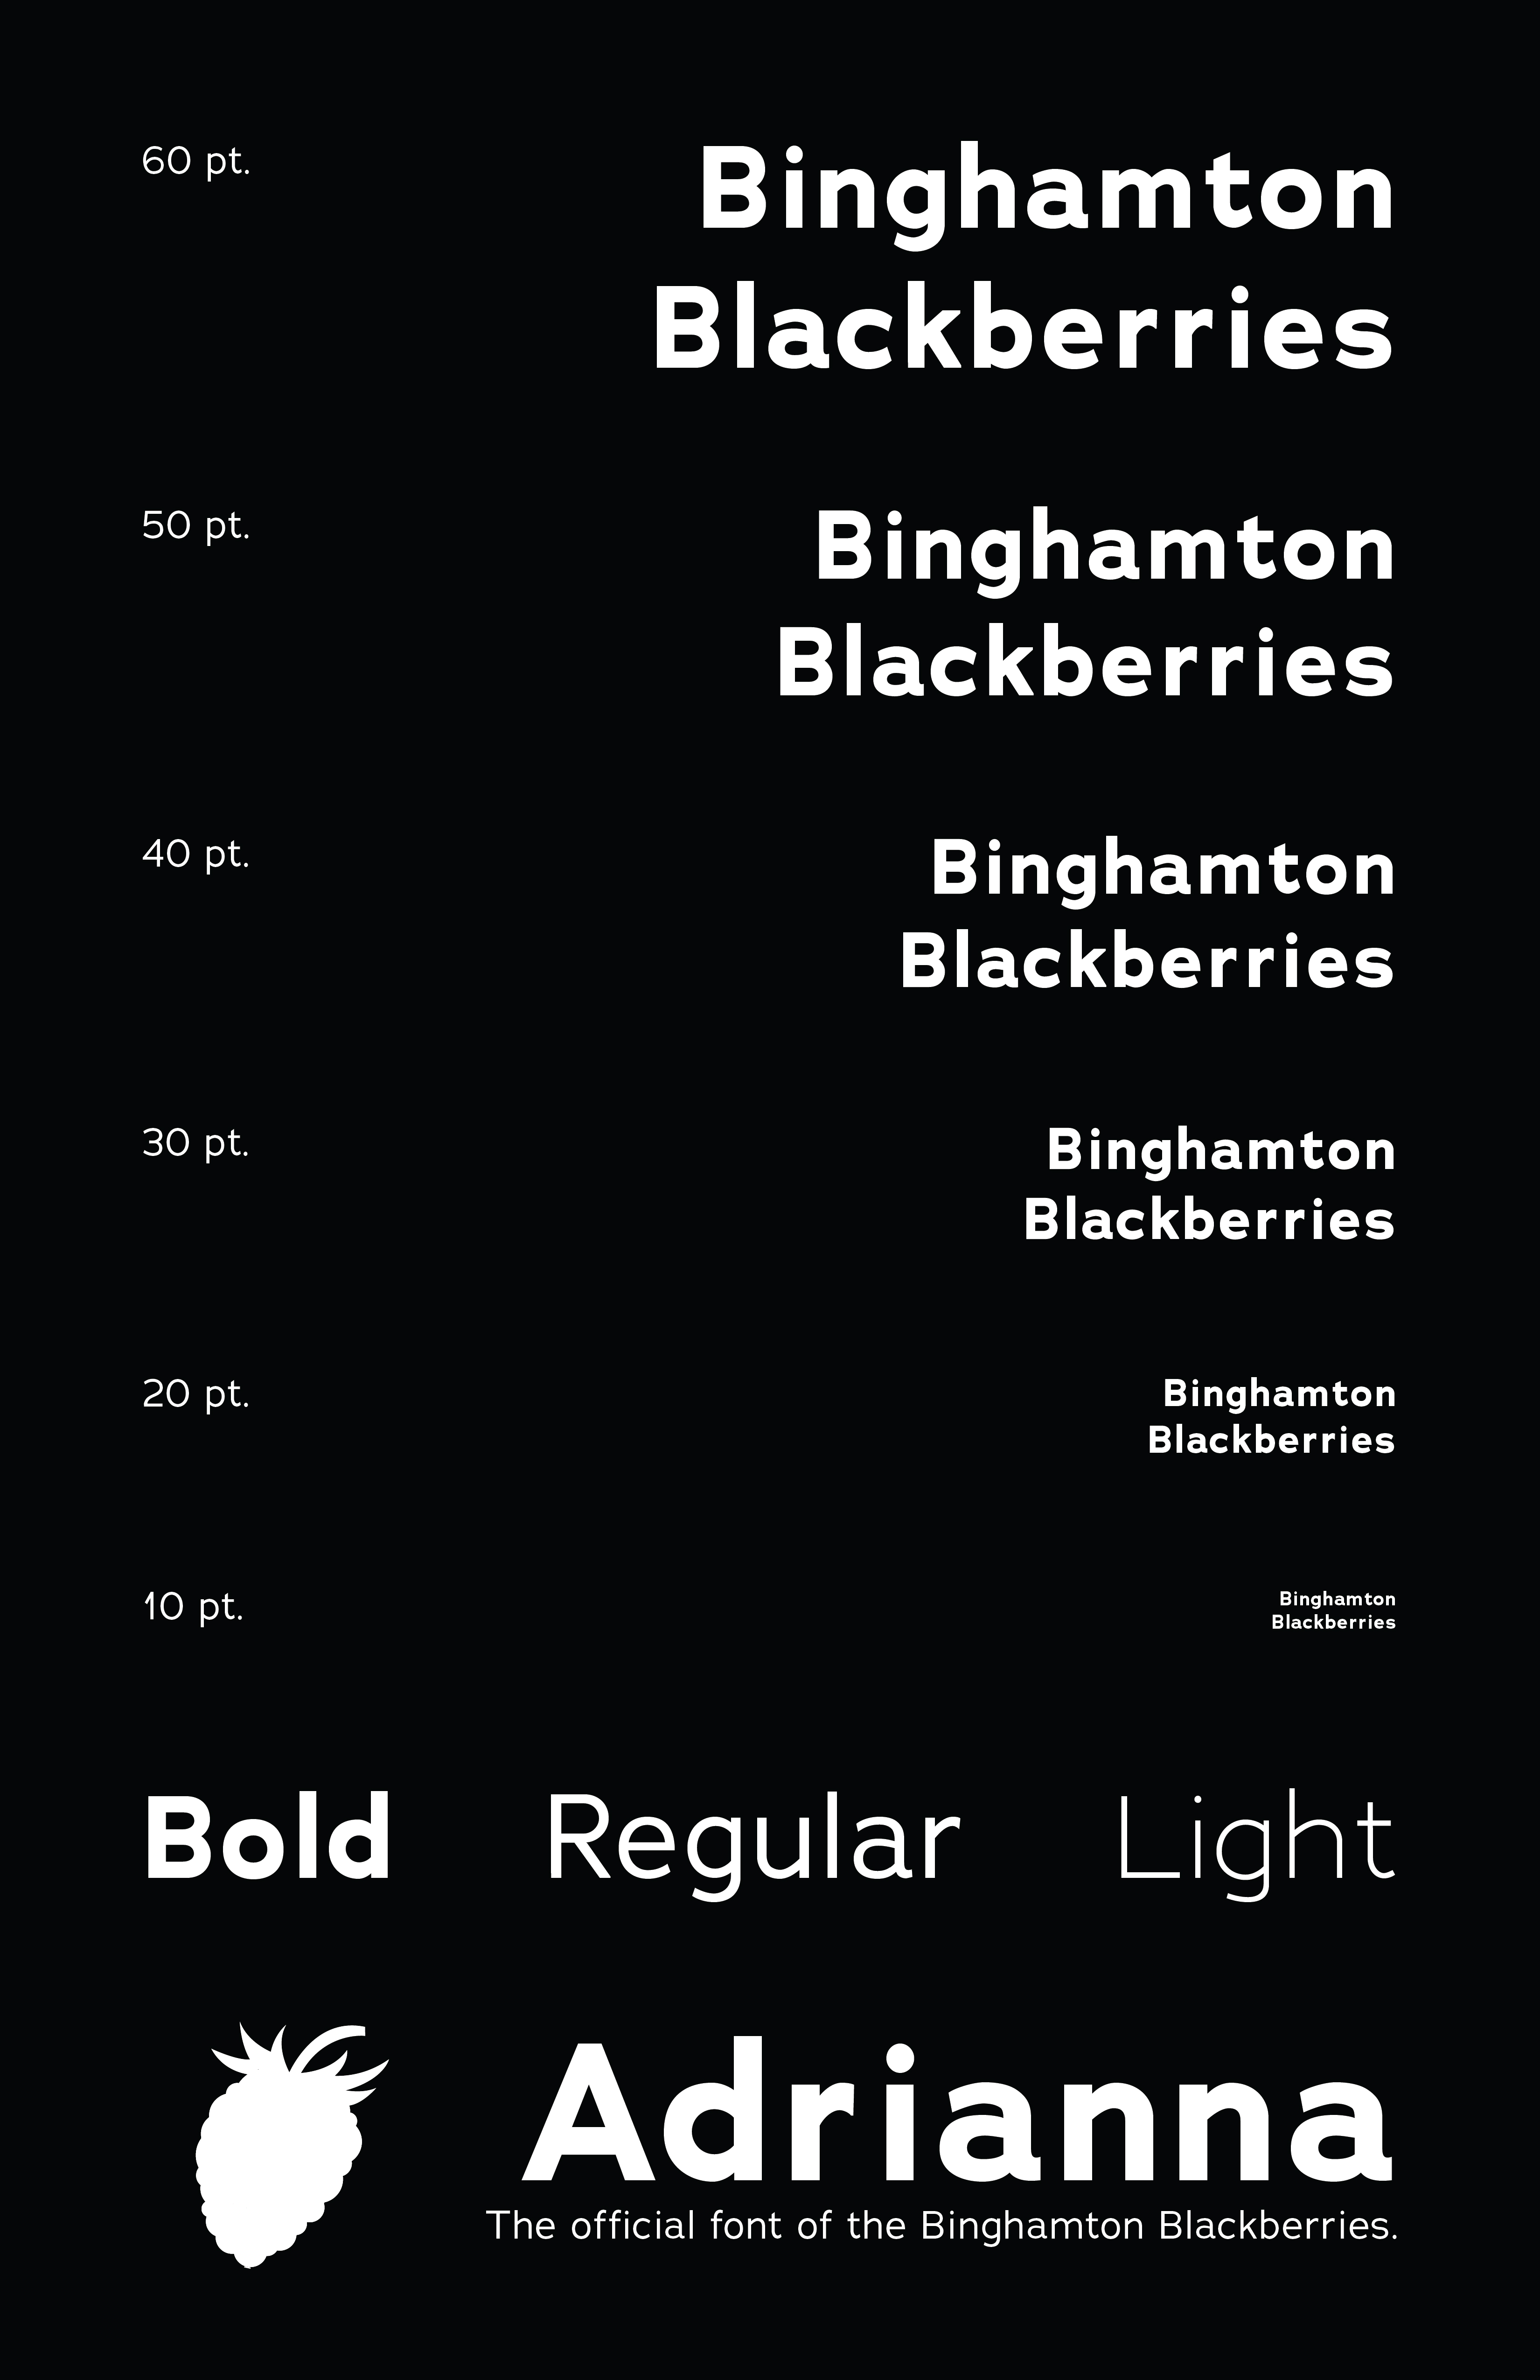 60 pt.
Binghamton
Blackberries
50 pt.
Binghamton
Blackberries
40 pt.
Binghamton
Blackberries
30 pt.
Binghamton
Blackberries
20 pt.
Binghamton
Blackberries
10 pt.
Binghamton
Blackberries
Bold Regular Light
Adrianna
The official font of the Binghamton Blackberries.